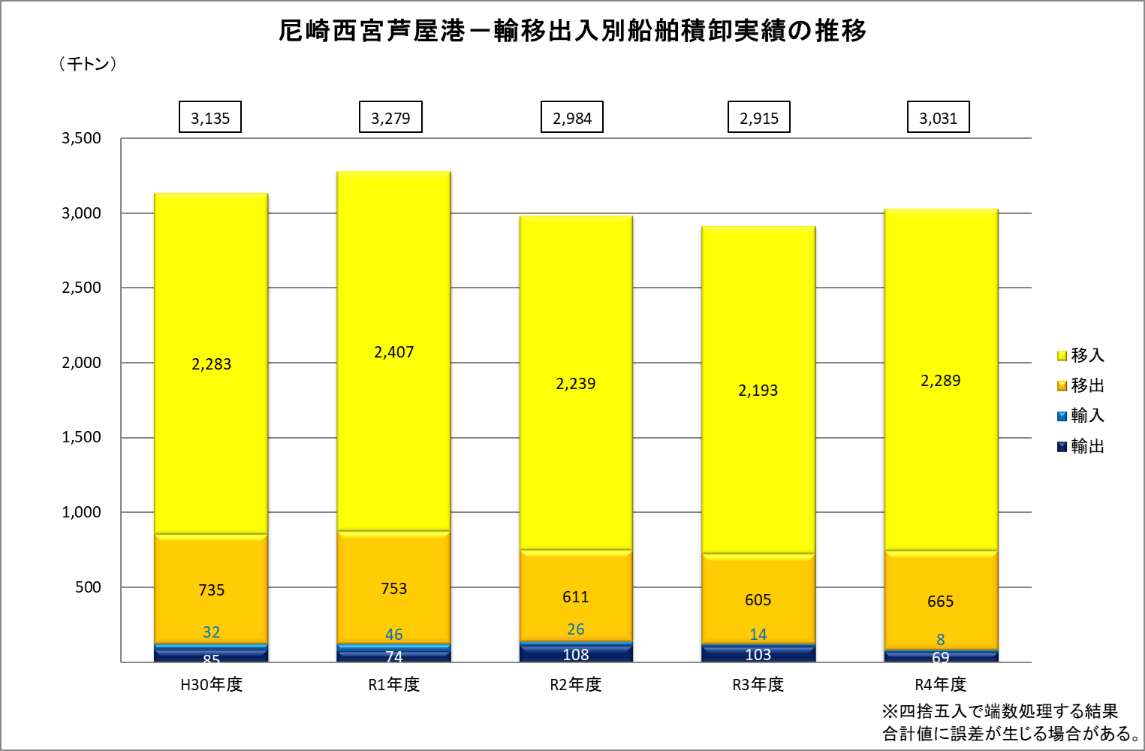 尼崎西宮芦屋港－輸移出入別船舶積卸実績の推移
（千トン）
3,135 3,279 2,984 2,915 3,031
3,500
3,000
2,500
2,000
1,500
1,000
500
2,283 2,407 2,239 2,193 2,289
735 753 611 605 665
32 46 26 14 8
85 74 108 103 69
H30年度 R1年度 R2年度 R3年度 R4年度
移入
移出
輸入
輸出
※四捨五入で端数処理する結果
合計値に誤差が生じる場合がある。